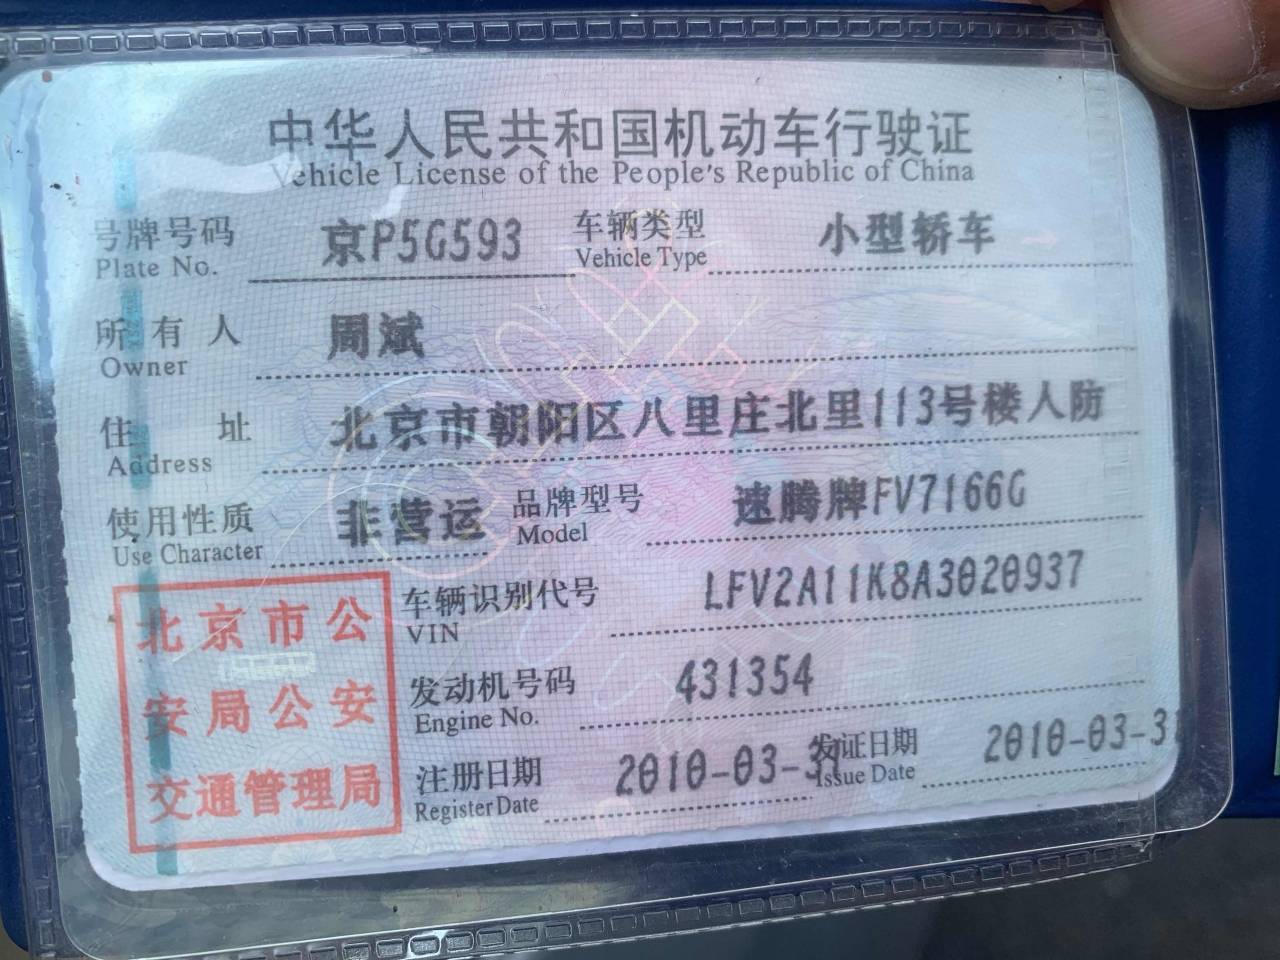 中华人民共和国机动车行驶证
Vehicle License of the People's Republic of China
号牌号码 京P5G593 车辆类型 小型轿车
Plate No. Vehicle Type
所有人 周斌
Owner
住址 北京市朝阳区八里庄北里113号楼人防
Address
使用性质 非营运 品牌型号 速腾牌FV7166G
Use Character Model
车辆识别代号 LFV2A11K8A3020937
VIN
发动机号码 431354
Engine No.
注册日期 2010-03-31 发证日期 2010-03-31
Register Date Issue Date
北京市公
安局公安
交通管理局